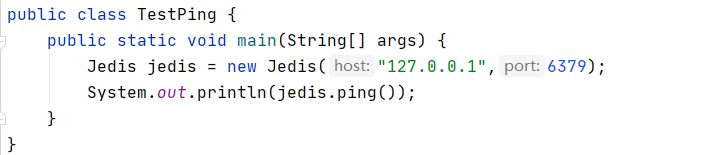 public class TestPing {
    public static void main(String[] args) {
        Jedis jedis = new Jedis( host: "127.0.0.1", port: 6379);
        System.out.println(jedis.ping());
    }
}